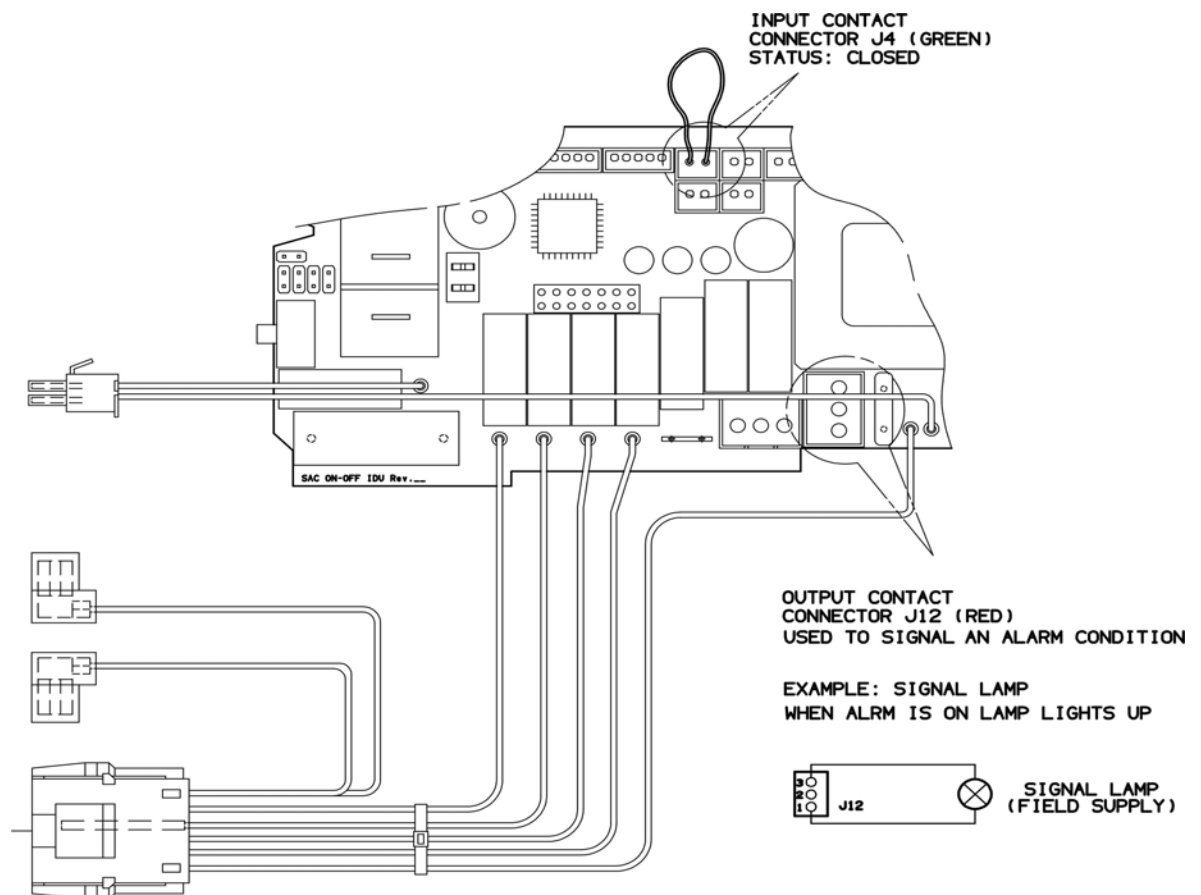 INPUT CONTACT
CONNECTOR J4 (GREEN)
STATUS: CLOSED
SAC ON-OFF IDU Rev.__
OUTPUT CONTACT
CONNECTOR J12 (RED)
USED TO SIGNAL AN ALARM CONDITION
EXAMPLE: SIGNAL LAMP
WHEN ALRM IS ON LAMP LIGHTS UP
3
2
1
J12
SIGNAL LAMP
(FIELD SUPPLY)